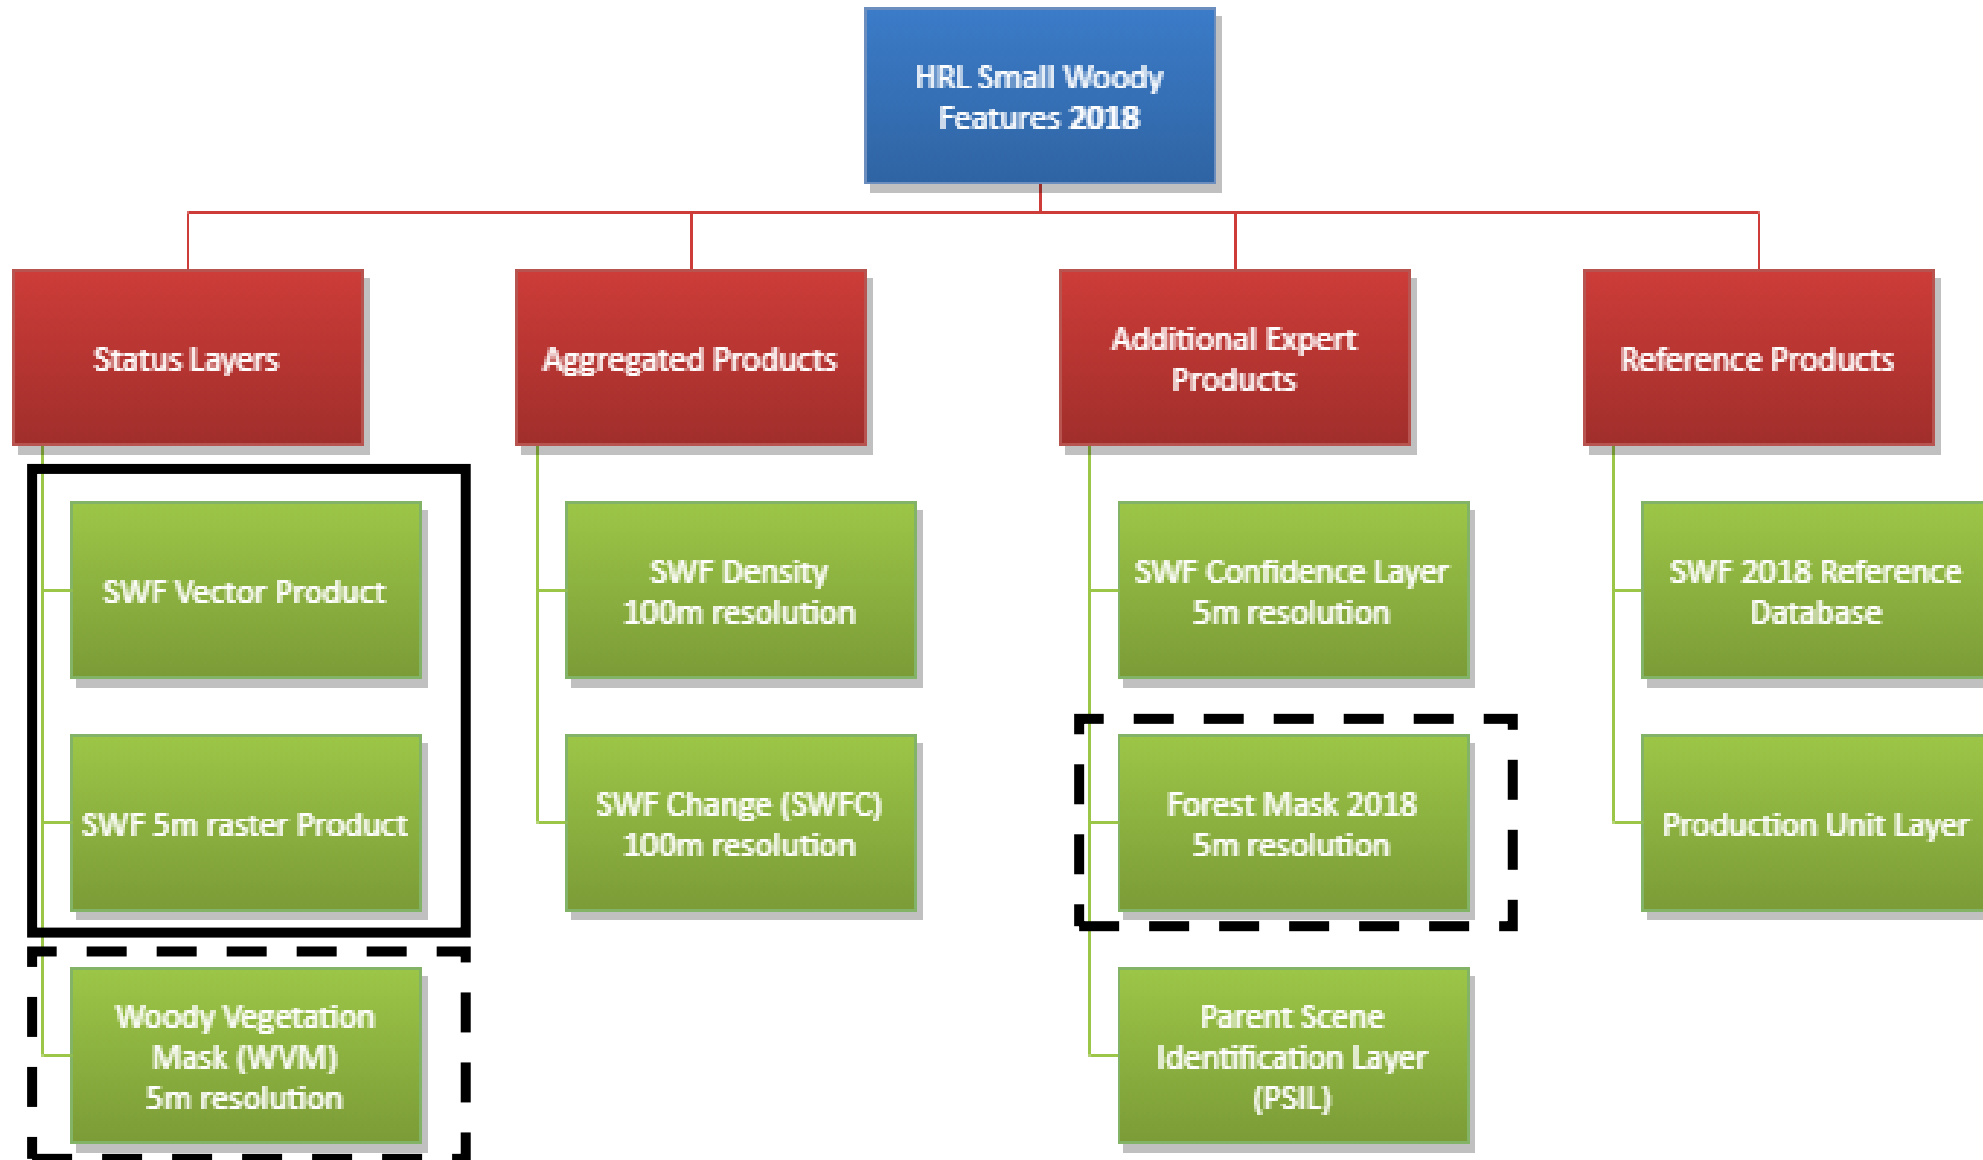 HRL Small Woody
Features 2018
Status Layers
Aggregated Products
Additional Expert
Products
Reference Products
SWF Vector Product
SWF Density
100m resolution
SWF Confidence Layer
5m resolution
SWF 2018 Reference
Database
SWF 5m raster Product
SWF Change (SWFC)
100m resolution
Forest Mask 2018
5m resolution
Production Unit Layer
Woody Vegetation
Mask (WVM)
5m resolution
Parent Scene
Identification Layer
(PSIL)